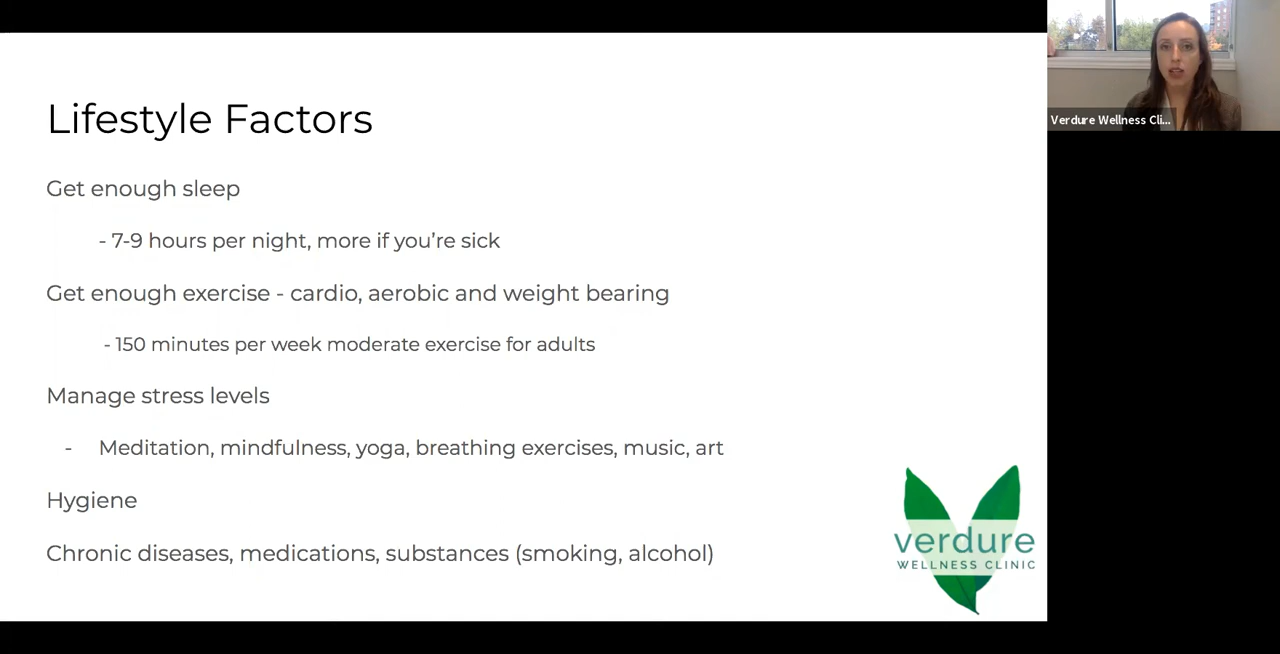 Lifestyle Factors
Get enough sleep
- 7-9 hours per night, more if you’re sick
Get enough exercise - cardio, aerobic and weight bearing
- 150 minutes per week moderate exercise for adults
Manage stress levels
- Meditation, mindfulness, yoga, breathing exercises, music, art
Hygiene
Chronic diseases, medications, substances (smoking, alcohol)
verdure
WELLNESS CLINIC
Verdure Wellness Cli...